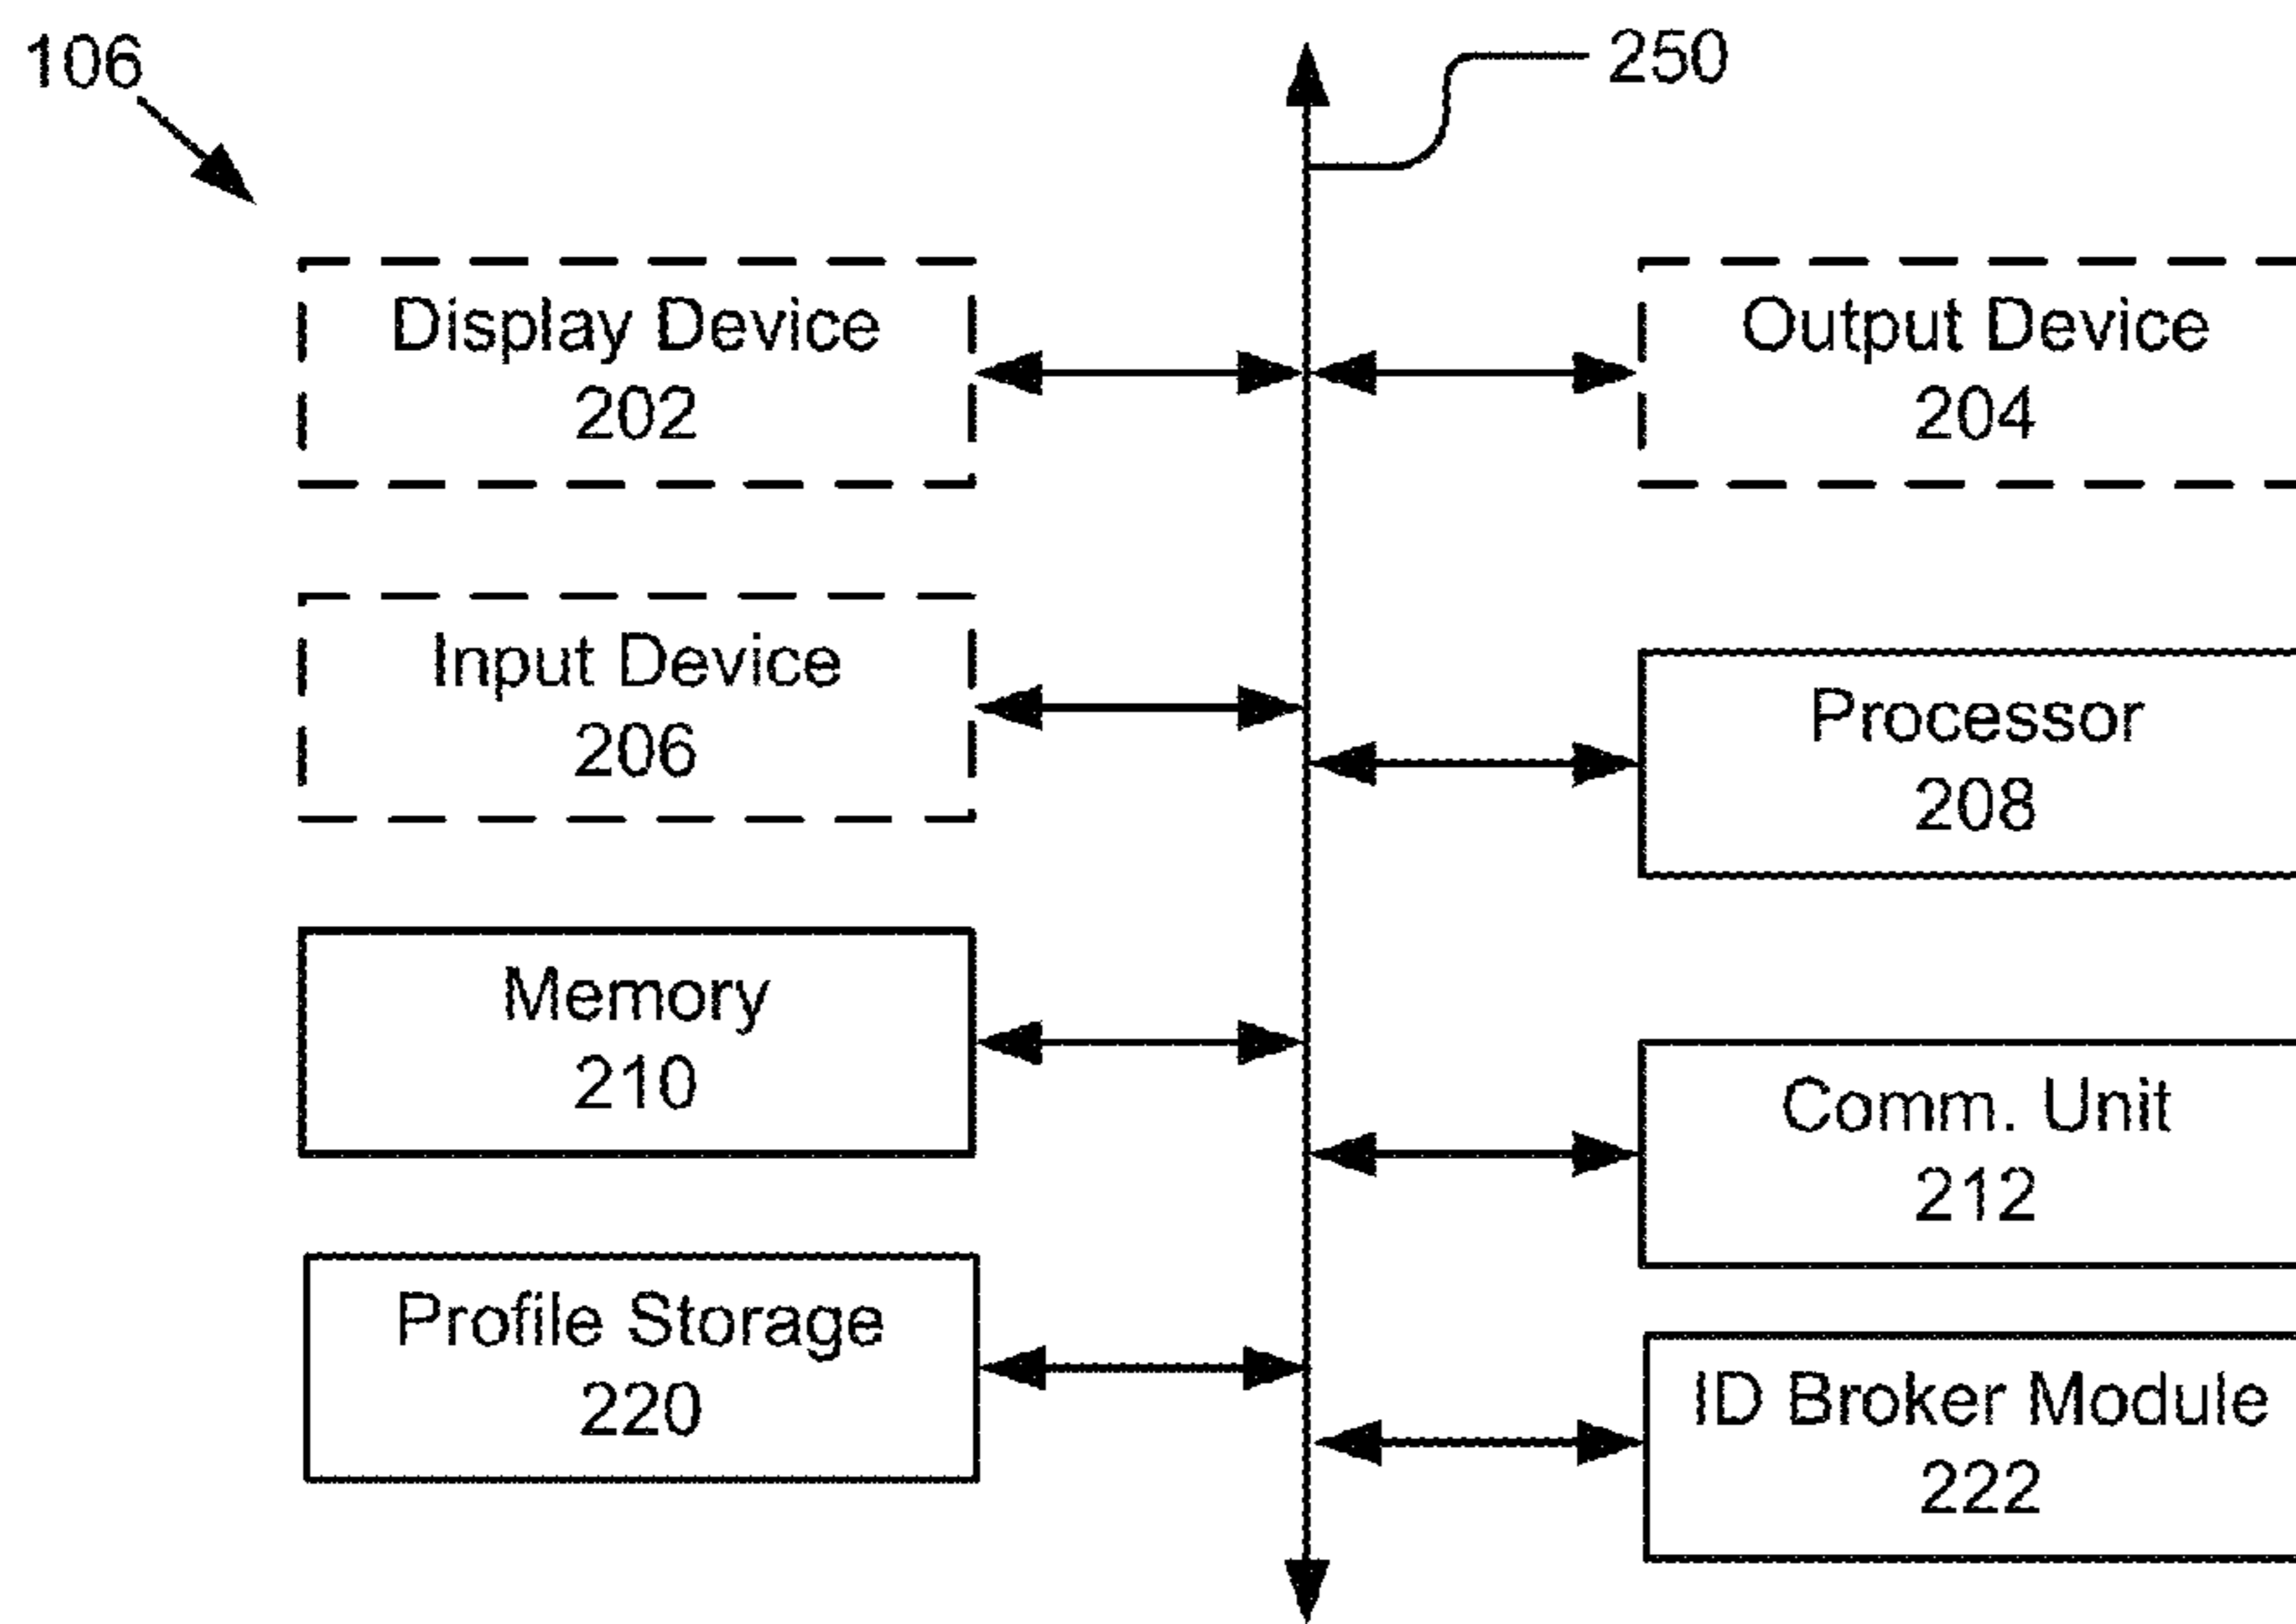 106
250
Display Device
202
Output Device
204
Input Device
206
Processor
208
Memory
210
Comm. Unit
212
Profile Storage
220
ID Broker Module
222